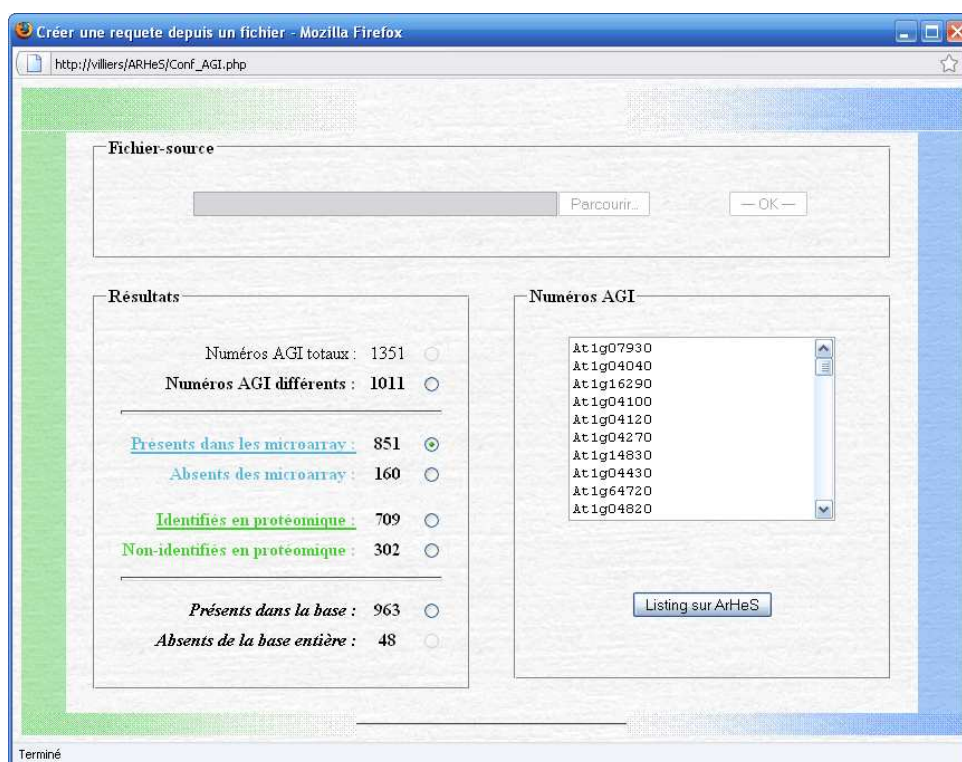 Créer une requete depuis un fichier - Mozilla Firefox
http://villiers/ARHeS/Conf_AGI.php
Fichier-source
Parcourir...
— OK —
Résultats
Numéros AGI totaux : 1351
Numéros AGI différents : 1011
Présents dans les microarray : 851
Absents des microarray : 160
Identifiés en protéomique : 709
Non-identifiés en protéomique : 302
Présents dans la base : 963
Absents de la base entière : 48
Numéros AGI
At1g07930
At1g04040
At1g16290
At1g04100
At1g04120
At1g04270
At1g14830
At1g04430
At1g64720
At1g04820
Listing sur ArHeS
Terminé